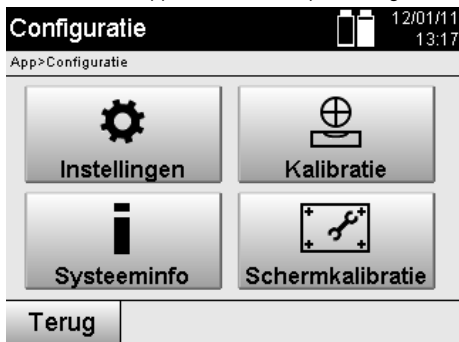 Configuratie
12/01/11
13:17
App>Configuratie
Instellingen
Kalibratie
Systeeminfo
Schermkalibratie
Terug